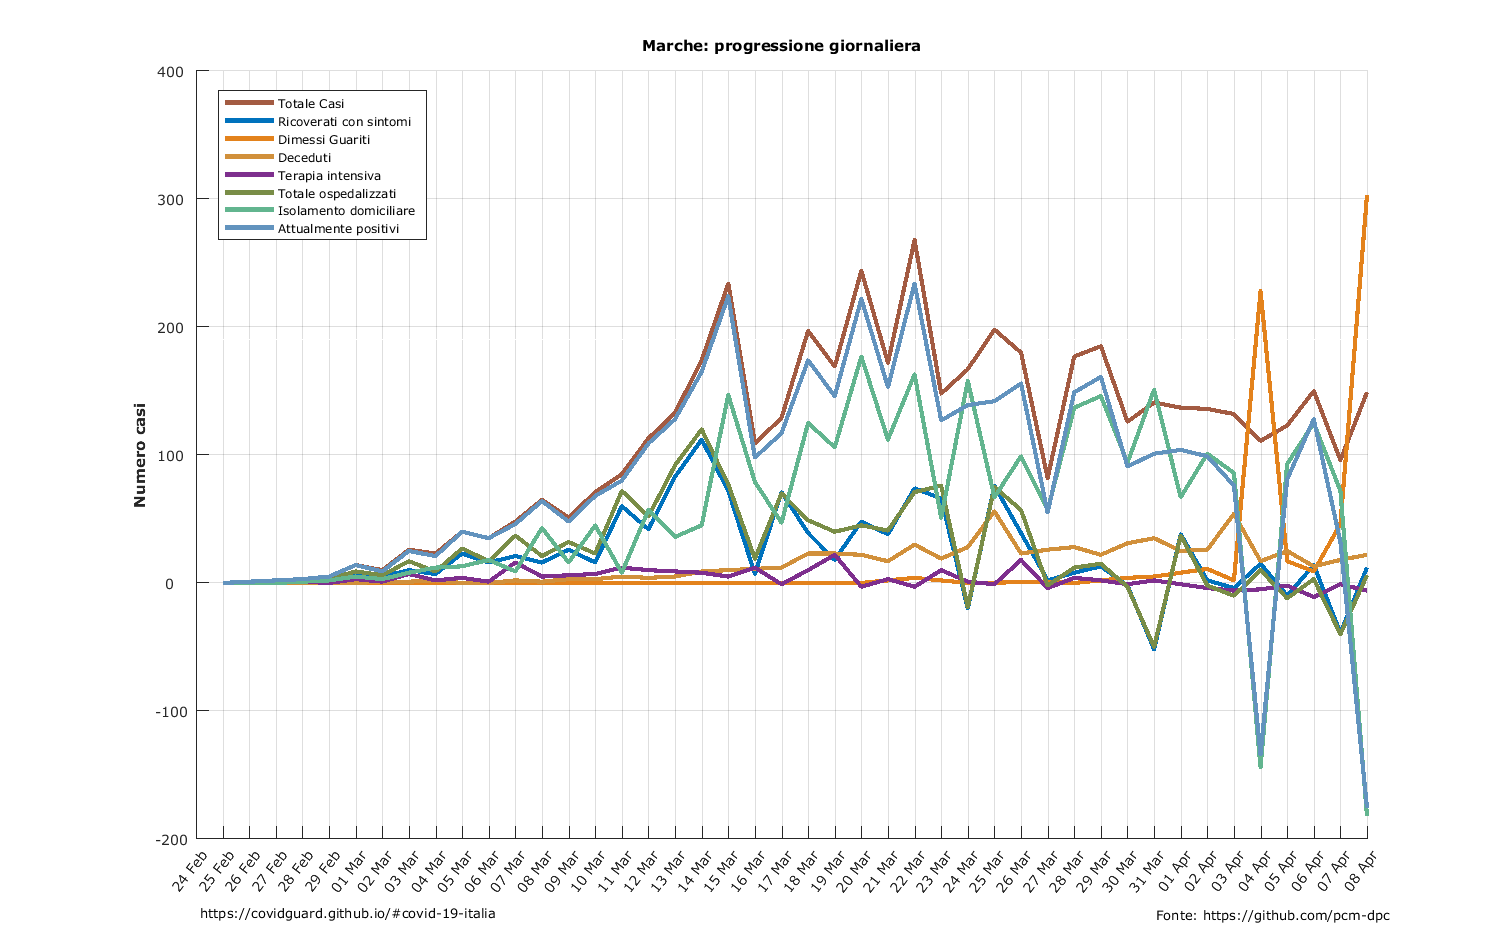 Marche: progressione giornaliera
400
300
200
100
0
-100
-200
Numero casi
Totale Casi
Ricoverati con sintomi
Dimessi Guariti
Deceduti
Terapia intensiva
Totale ospedalizzati
Isolamento domiciliare
Attualmente positivi
24 Feb
25 Feb
26 Feb
27 Feb
28 Feb
29 Feb
01 Mar
02 Mar
03 Mar
04 Mar
05 Mar
06 Mar
07 Mar
08 Mar
09 Mar
10 Mar
11 Mar
12 Mar
13 Mar
14 Mar
15 Mar
16 Mar
17 Mar
18 Mar
19 Mar
20 Mar
21 Mar
22 Mar
23 Mar
24 Mar
25 Mar
26 Mar
27 Mar
28 Mar
29 Mar
30 Mar
31 Mar
01 Apr
02 Apr
03 Apr
04 Apr
05 Apr
06 Apr
07 Apr
08 Apr
https://covidguard.github.io/#covid-19-italia
Fonte: https://github.com/pcm-dpc